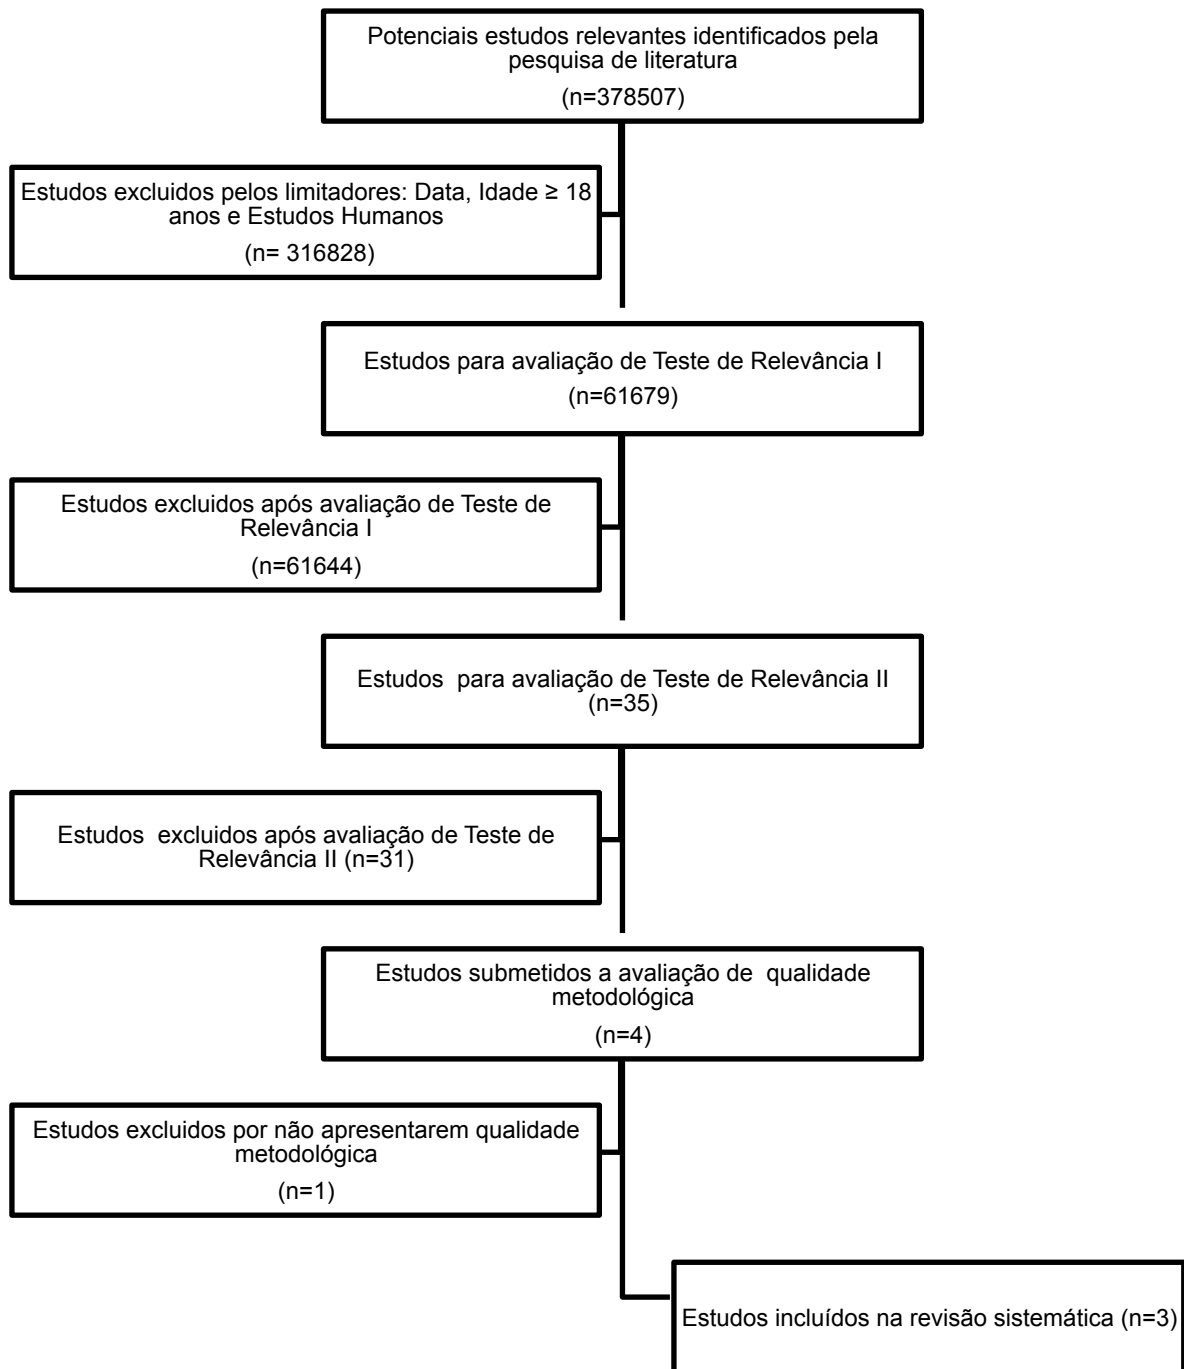 Potenciais estudos relevantes identificados pela
pesquisa de literatura
(n=378507)
Estudos excluidos pelos limitadores: Data, Idade ≥ 18
anos e Estudos Humanos
(n= 316828)
Estudos para avaliação de Teste de Relevância I
(n=61679)
Estudos excluidos após avaliação de Teste de
Relevância I
(n=61644)
Estudos  para avaliação de Teste de Relevância II
(n=35)
Estudos  excluidos após avaliação de Teste de
Relevância II (n=31)
Estudos submetidos a avaliação de  qualidade
metodológica
(n=4)
Estudos excluidos por não apresentarem qualidade
metodológica
(n=1)
Estudos incluídos na revisão sistemática (n=3)